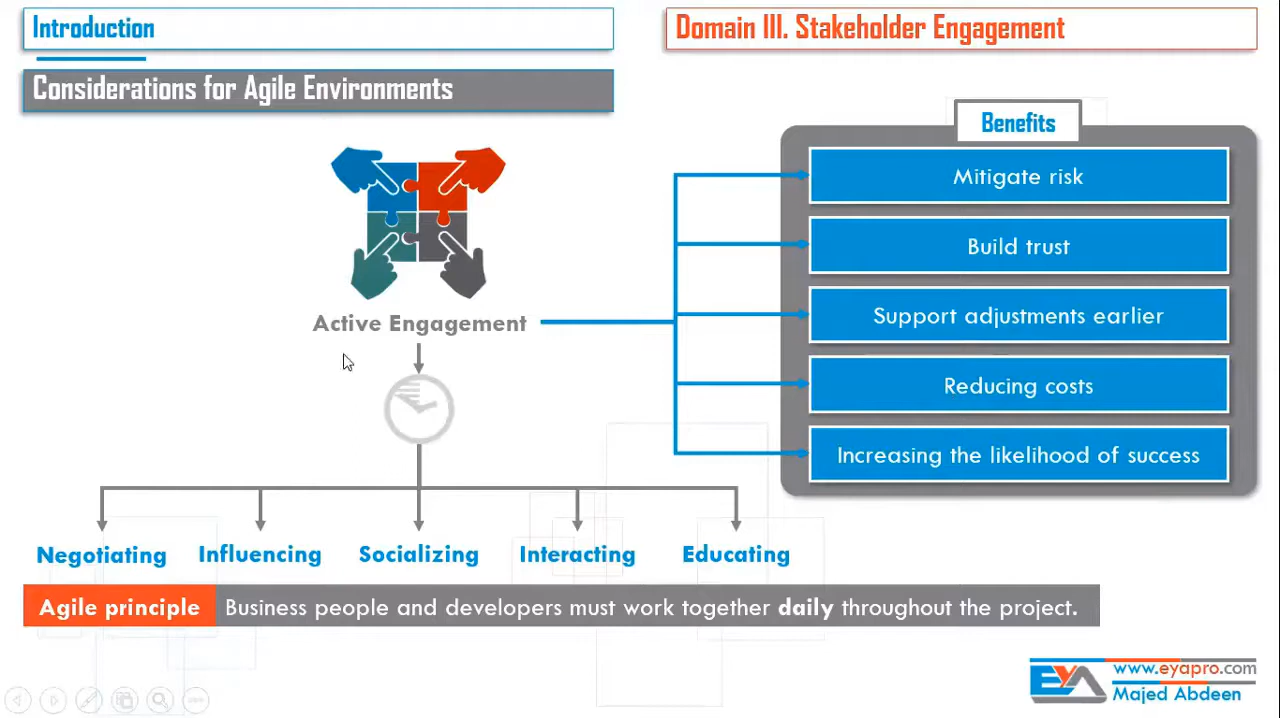 Introduction
Domain III. Stakeholder Engagement
Considerations for Agile Environments
Benefits
Mitigate risk
Build trust
Support adjustments earlier
Active Engagement
Reducing costs
Increasing the likelihood of success
Negotiating
Influencing
Socializing
Interacting
Educating
Agile principle Business people and developers must work together daily throughout the project.
EYA
www.eyapro.com
Majed Abdeen